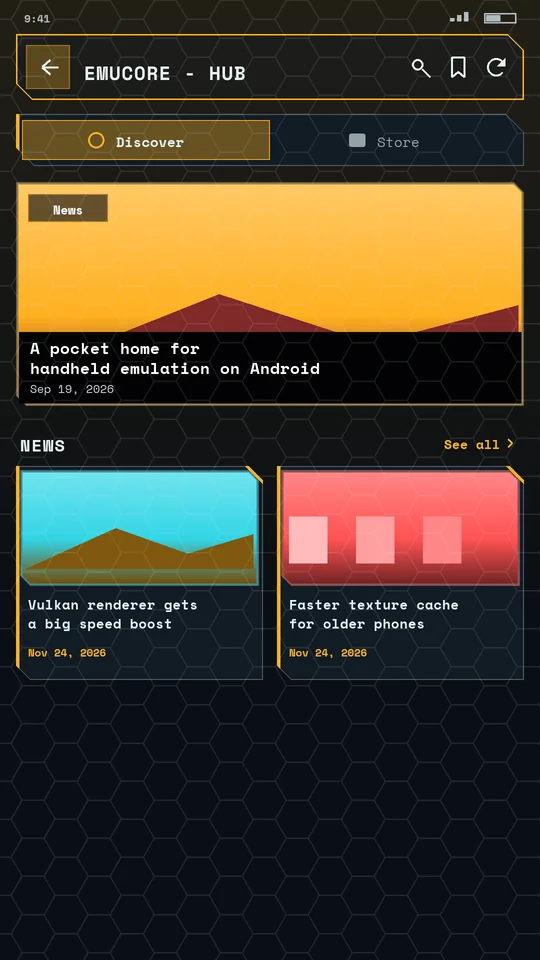 9:41
EMUCORE - HUB
Discover
Store
News
A pocket home for
handheld emulation on Android
Sep 19, 2026
NEWS
See all
Vulkan renderer gets
a big speed boost
Nov 24, 2026
Faster texture cache
for older phones
Nov 24, 2026